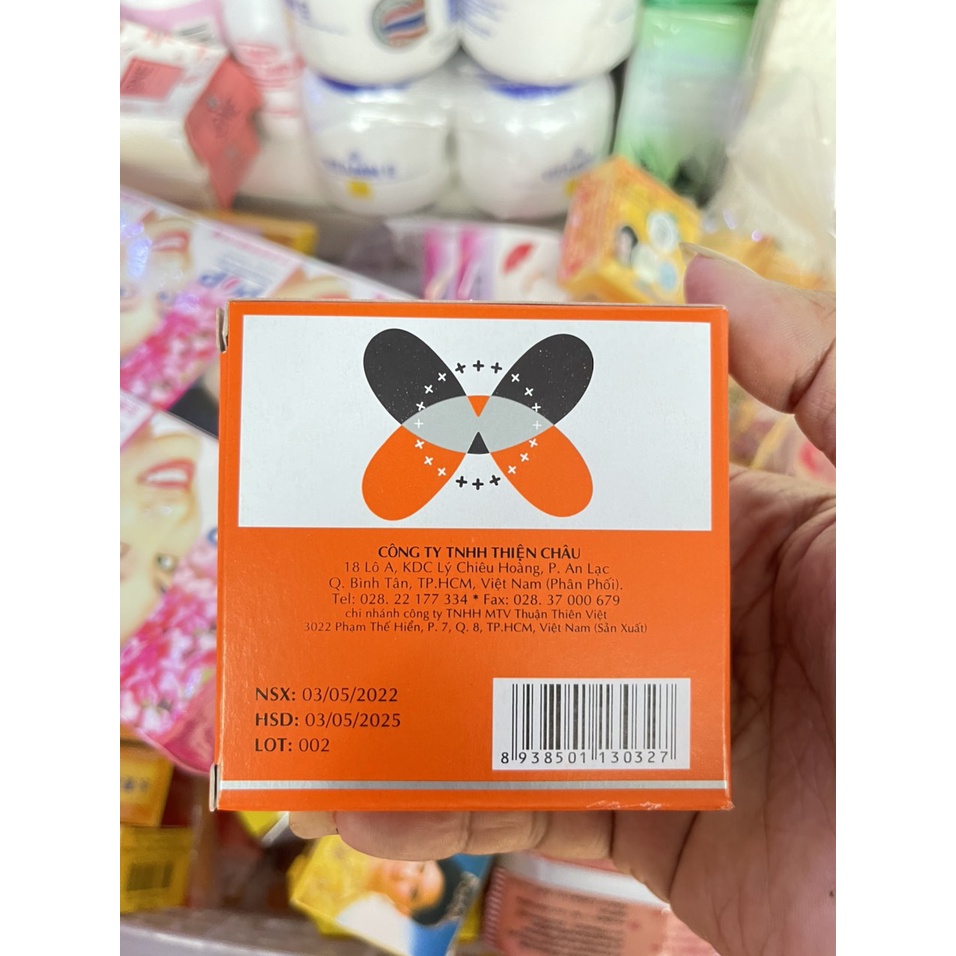 CÔNG TY TNHH THIỆN CHÂU
18 Lô A, KDC Lý Chiêu Hoàng, P. An Lạc
Q. Bình Tân, TP.HCM, Việt Nam (Phân Phối).
Tel: 028. 22 177 334 * Fax: 028. 37 000 679
chi nhánh công ty TNHH MTV Thuận Thiên Việt
3022 Phạm Thế Hiển, P. 7, Q. 8, TP.HCM, Việt Nam (Sản Xuất)
NSX: 03/05/2022
HSD: 03/05/2025
LOT: 002
8 938501 130327